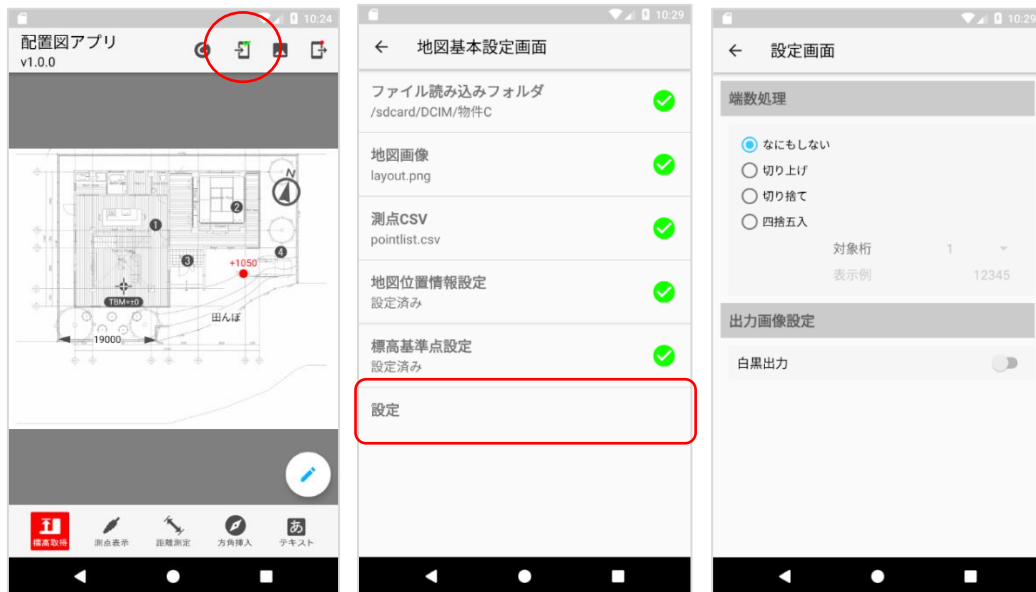 10:24
配置図アプリ
v1.0.0
N
1
2
3
4
+1050
TBM=±0
田んぼ
19000
標高取得
測点表示
距離測定
方角挿入
あ
テキスト
10:29
地図基本設定画面
ファイル読み込みフォルダ
/sdcard/DCIM/物件C
地図画像
layout.png
測点CSV
pointlist.csv
地図位置情報設定
設定済み
標高基準点設定
設定済み
設定
10:29
設定画面
端数処理
なにもしない
切り上げ
切り捨て
四捨五入
対象桁 1
表示例 12345
出力画像設定
白黒出力